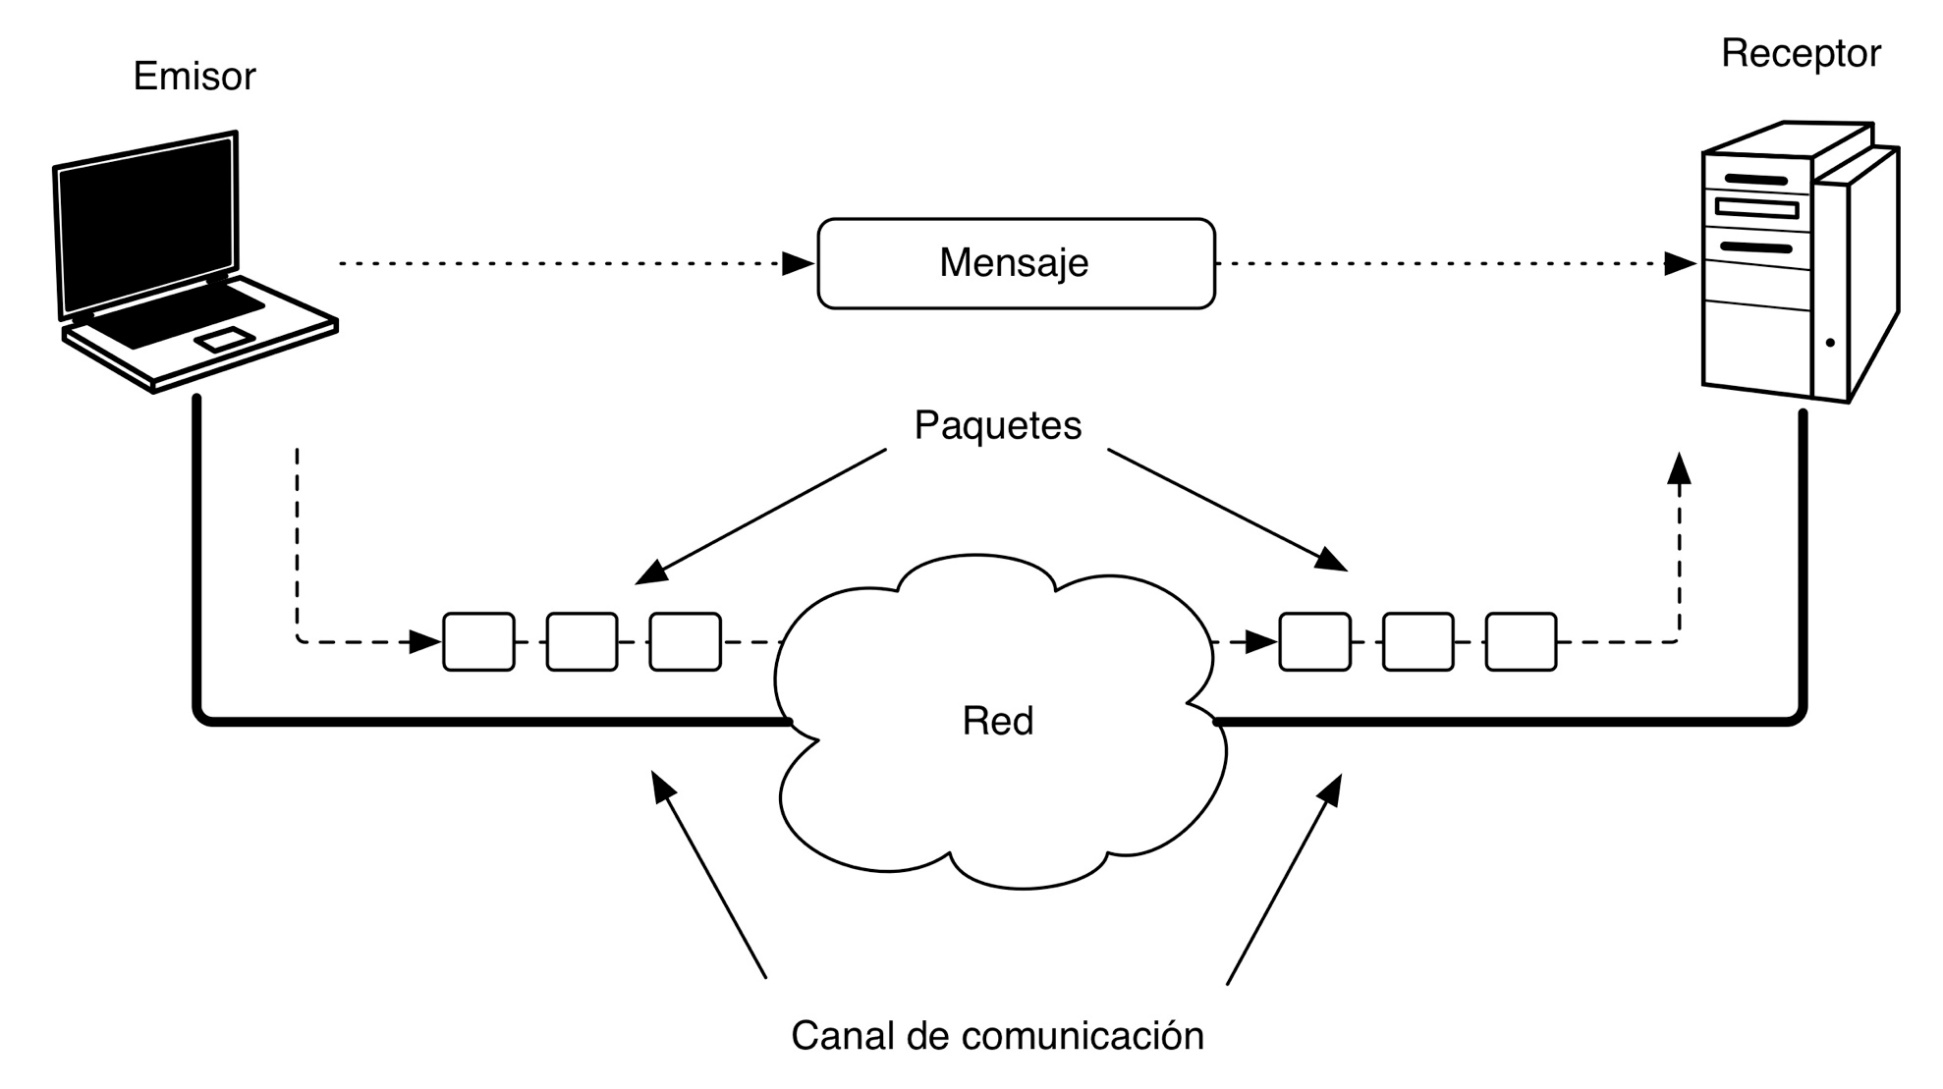 Emisor
Receptor
Mensaje
Paquetes
Red
Canal de comunicación